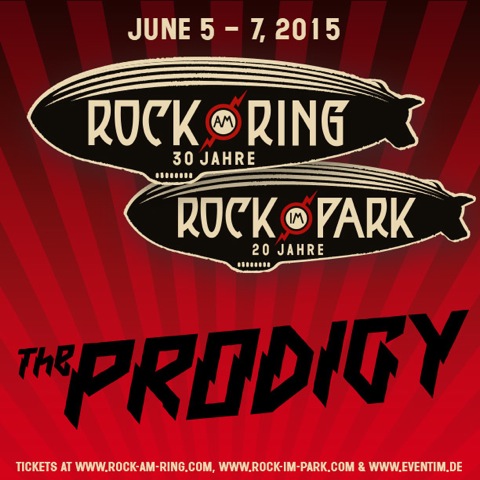 JUNE 5 – 7, 2015
ROCK AM RING
30 JAHRE
ROCK IM PARK
20 JAHRE
The PRODIGY
TICKETS AT WWW.ROCK-AM-RING.COM, WWW.ROCK-IM-PARK.COM & WWW.EVENTIM.DE